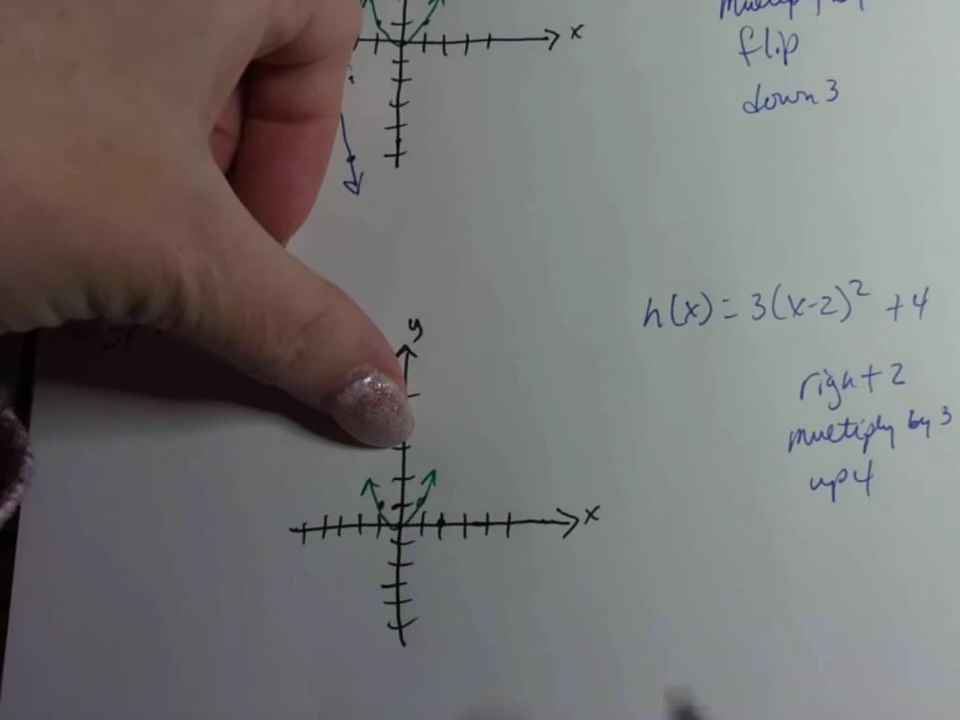 x
flip
down 3
h(x) = 3(x-2)² + 4
y
right 2
multiply by 3
up 4
x